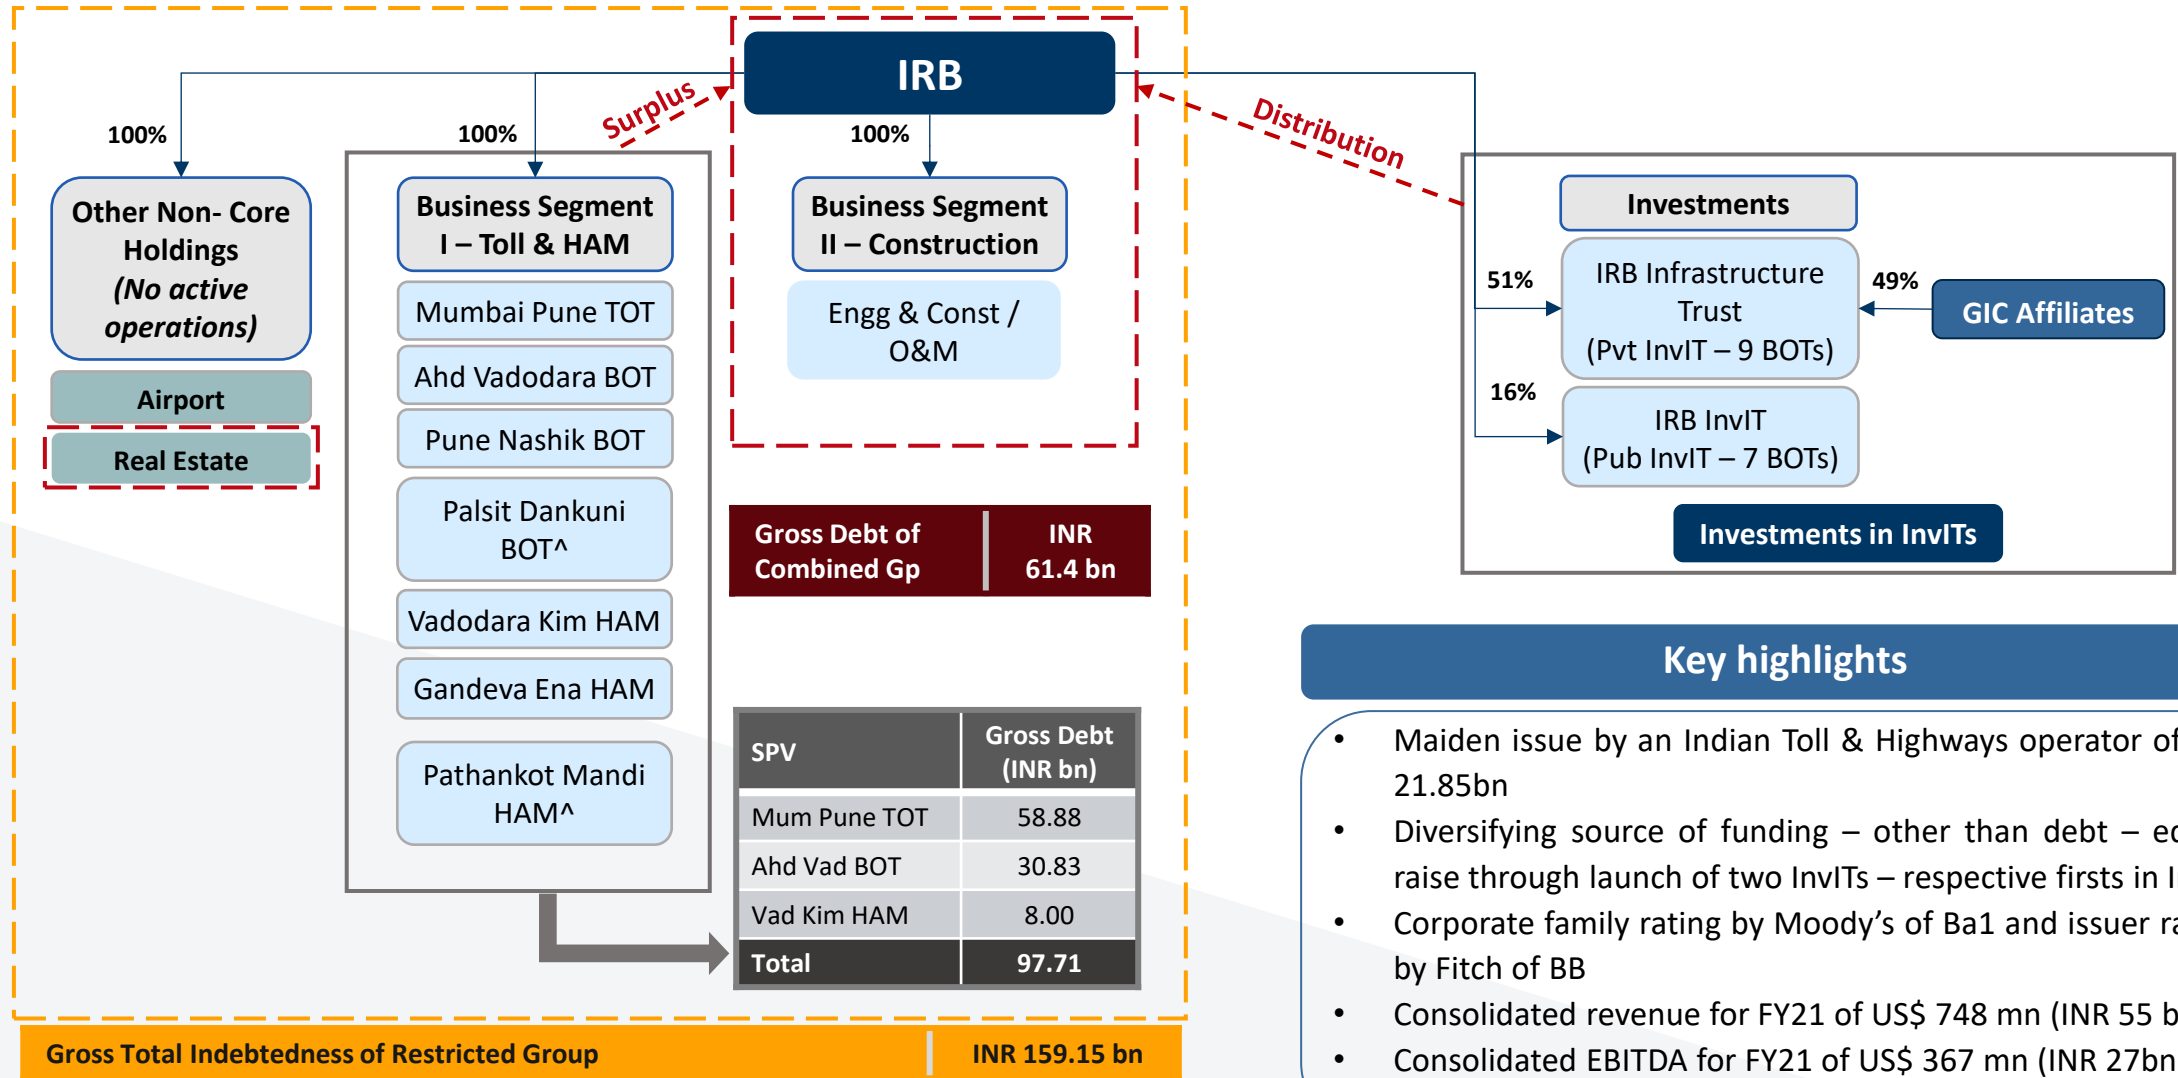 IRB
Surplus
Distribution
100%
100%
100%
Other Non- Core
Holdings
(No active
operations)
Airport
Real Estate
Business Segment
I – Toll & HAM
Mumbai Pune TOT
Ahd Vadodara BOT
Pune Nashik BOT
Palsit Dankuni
BOT^
Vadodara Kim HAM
Gandeva Ena HAM
Pathankot Mandi
HAM^
Business Segment
II – Construction
Engg & Const /
O&M
Gross Debt of
Combined Gp
INR
61.4 bn
SPV
Gross Debt
(INR bn)
Mum Pune TOT 58.88
Ahd Vad BOT 30.83
Vad Kim HAM 8.00
Total 97.71
Gross Total Indebtedness of Restricted Group INR 159.15 bn
Investments
51%
IRB Infrastructure
Trust
(Pvt InvIT – 9 BOTs)
49%
GIC Affiliates
16%
IRB InvIT
(Pub InvIT – 7 BOTs)
Investments in InvITs
Key highlights
• Maiden issue by an Indian Toll & Highways operator of
21.85bn
• Diversifying source of funding – other than debt –
raise through launch of two InvITs – respective firsts in
• Corporate family rating by Moody's of Ba1 and issuer
by Fitch of BB
• Consolidated revenue for FY21 of US$ 748 mn (INR 55
• Consolidated EBITDA for FY21 of US$ 367 mn (INR 27bn